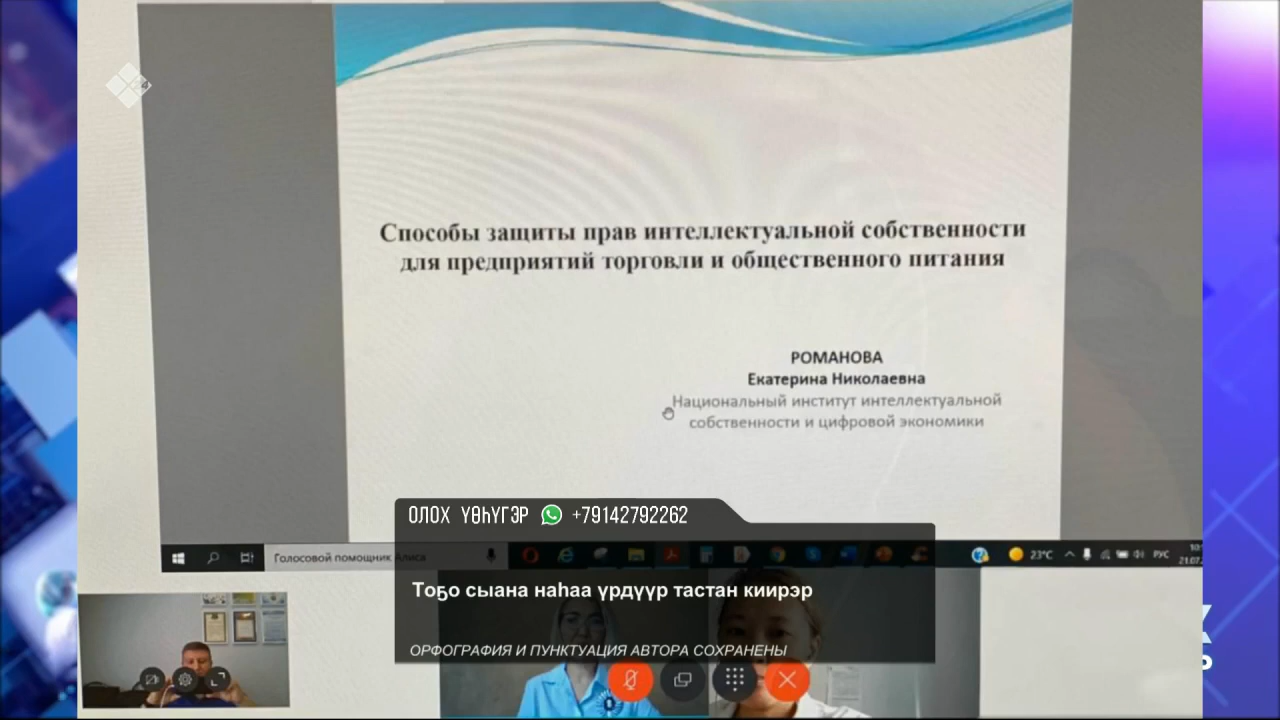 Способы защиты прав интеллектуальной собственности
для предприятий торговли и общественного питания
РОМАНОВА
Екатерина Николаевна
Национальный институт интеллектуальной
собственности и цифровой экономики
ОЛОХ ҮӨҺҮГЭР +79142792262
Голосовой помощник Алиса
23°C
РУС
Тоҕо сыана наһаа үрдүүр тастан киирэр
ОРФОГРАФИЯ И ПУНКТУАЦИЯ АВТОРА СОХРАНЕНЫ